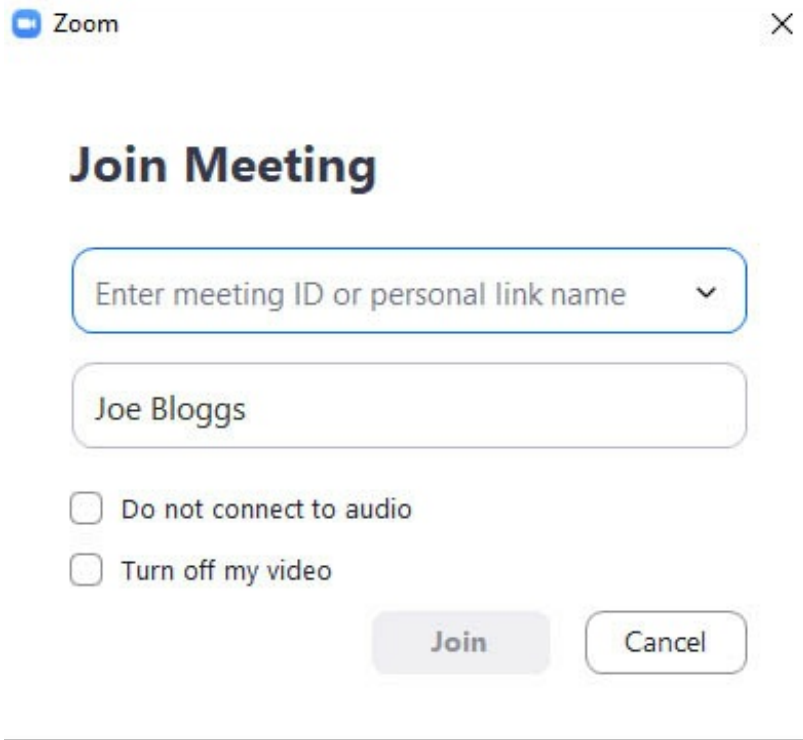 Zoom
Join Meeting
Enter meeting ID or personal link name
Joe Bloggs
Do not connect to audio
Turn off my video
Join Cancel